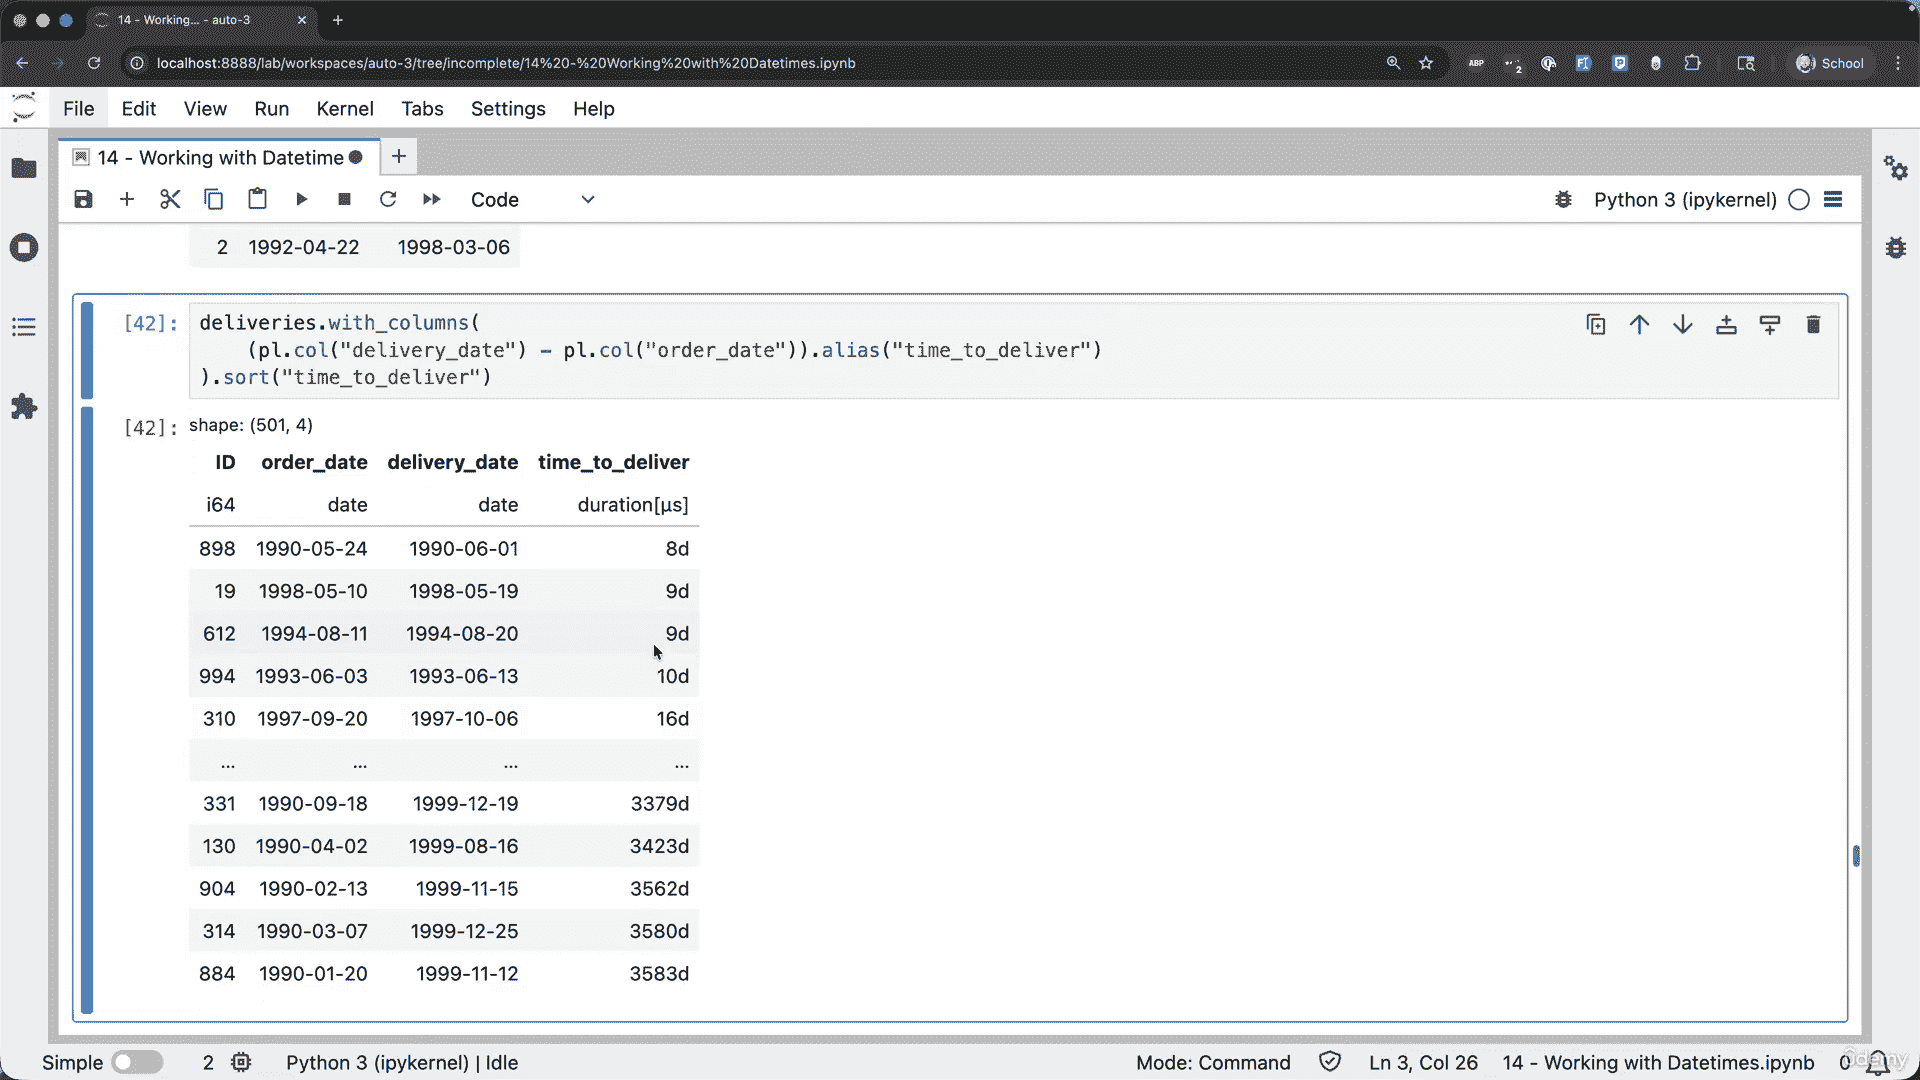 14 - Working... - auto-3
localhost:8888/lab/workspaces/auto-3/tree/incomplete/14%20-%20Working%20with%20Datetimes.ipynb
ABP
2
School
File Edit View Run Kernel Tabs Settings Help
14 - Working with Datetime
Code
Python 3 (ipykernel)
2 1992-04-22 1998-03-06
[42]: deliveries.with_columns(
(pl.col("delivery_date") - pl.col("order_date")).alias("time_to_deliver")
).sort("time_to_deliver")
[42]: shape: (501, 4)
ID order_date delivery_date time_to_deliver
i64 date date duration[μs]
898 1990-05-24 1990-06-01 8d
19 1998-05-10 1998-05-19 9d
612 1994-08-11 1994-08-20 9d
994 1993-06-03 1993-06-13 10d
310 1997-09-20 1997-10-06 16d
... ... ... ...
331 1990-09-18 1999-12-19 3379d
130 1990-04-02 1999-08-16 3423d
904 1990-02-13 1999-11-15 3562d
314 1990-03-07 1999-12-25 3580d
884 1990-01-20 1999-11-12 3583d
Simple 2 Python 3 (ipykernel) | Idle Mode: Command Ln 3, Col 26 14 - Working with Datetimes.ipynb 0
ûdemy